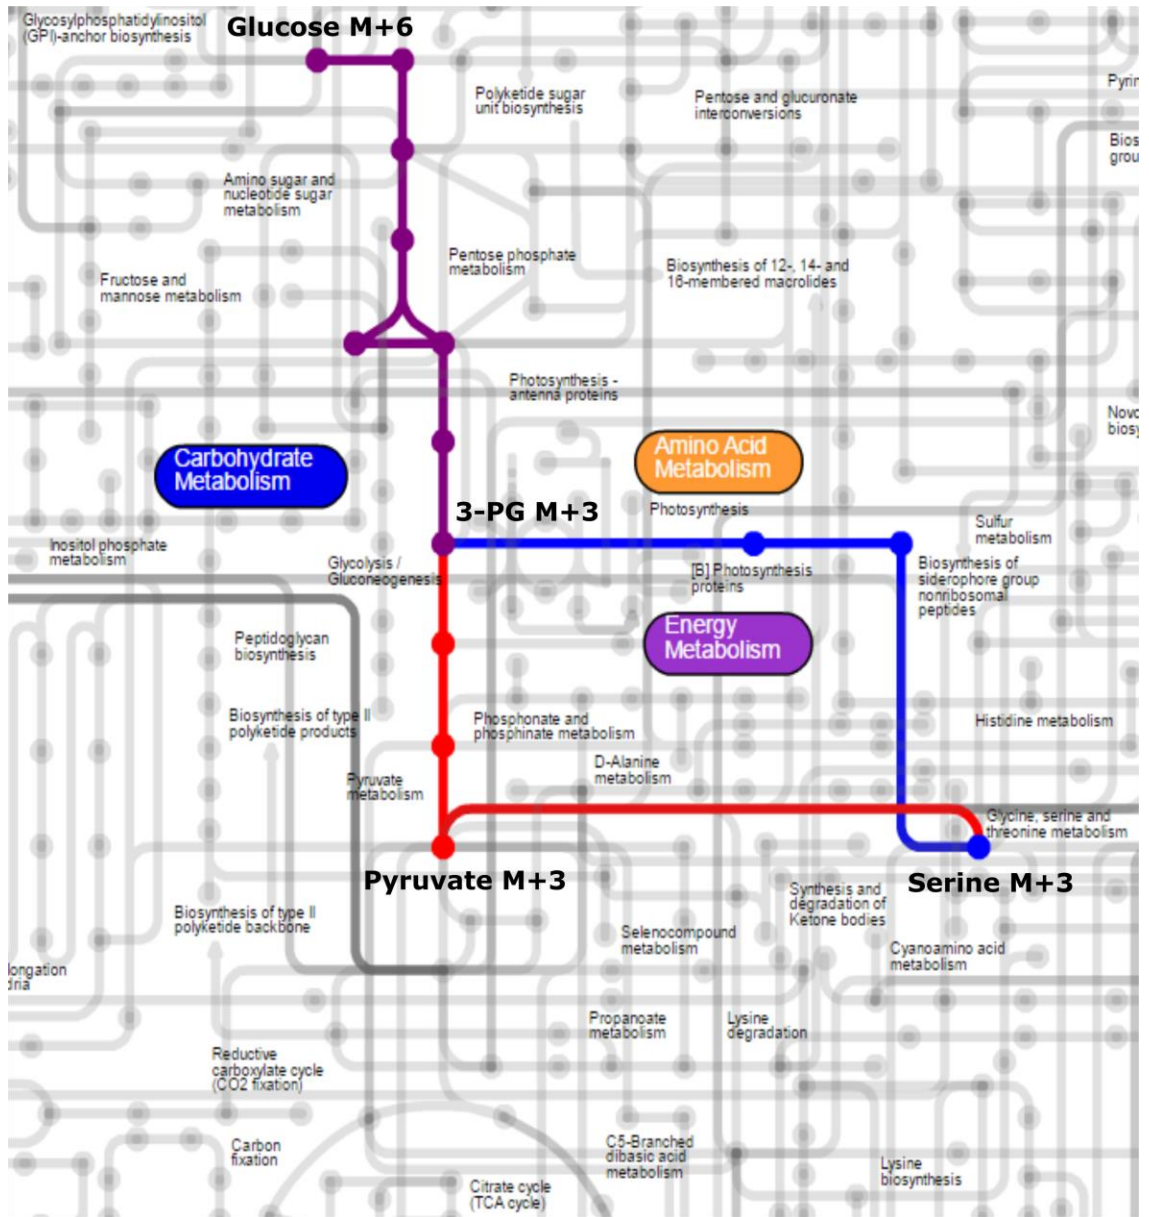 Glycosylphosphatidylinositol
(GPI)-anchor biosynthesis
Glucose M+6
Polyketide sugar
unit biosynthesis
Pentose and glucuronate
interconversions
Amino sugar and
nucleotide sugar
metabolism
Pentose phosphate
metabolism
Biosynthesis of 12-, 14- and
16-membered macrolides
Fructose and
mannose metabolism
Photosynthesis -
antenna proteins
Carbohydrate
Metabolism
Amino Acid
Metabolism
3-PG M+3
Photosynthesis
Sulfur
metabolism
Inositol phosphate
metabolism
Glycolysis /
Gluconeogenesis
[B] Photosynthesis
proteins
Biosynthesis of
siderophore group
nonribosomal
peptides
Energy
Metabolism
Peptidoglycan
biosynthesis
Biosynthesis of type II
polyketide products
Phosphonate and
phosphinate metabolism
Histidine metabolism
D-Alanine
metabolism
Pyruvate
metabolism
Glycine, serine and
threonine metabolism
Pyruvate M+3
Serine M+3
Synthesis and
degradation of
Ketone bodies
Biosynthesis of type II
polyketide backbone
Selenocompound
metabolism
Cyanoamino acid
metabolism
Propanoate
metabolism
Lysine
degradation
Reductive
carboxylate cycle
(CO2 fixation)
Carbon
fixation
C5-Branched
dibasic acid
metabolism
Lysine
biosynthesis
Citrate cycle
(TCA cycle)